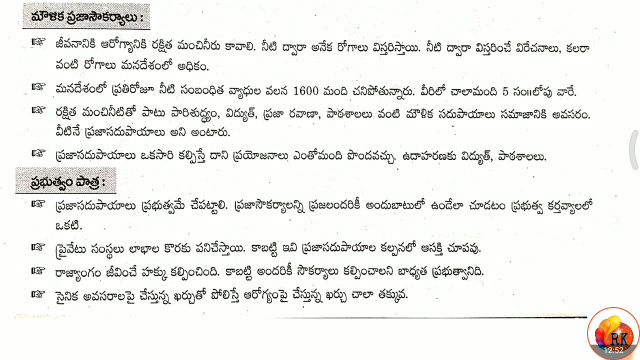 మౌళిక ప్రజాసౌకర్యాలు :
☞ జీవనానికి ఆరోగ్యానికి రక్షిత మంచినీరు కావాలి. నీటి ద్వారా అనేక రోగాలు విస్తరిస్తాయి. నీటి ద్వారా విస్తరించే విరేచనాలు, కలరా
వంటి రోగాలు మనదేశంలో అధికం.
☞ మనదేశంలో ప్రతిరోజూ నీటి సంబంధిత వ్యాధుల వలన 1600 మంది చనిపోతున్నారు. వీరిలో చాలామంది 5 సం॥లోపు వారే.
☞ రక్షిత మంచినీటితో పాటు పారిశుద్ధ్యం, విద్యుత్, ప్రజా రవాణా, పాఠశాలలు వంటి మౌళిక సదుపాయాలు సమాజానికి అవసరం.
వీటినే ప్రజాసదుపాయాలు అని అంటారు.
☞ ప్రజాసదుపాయాలు ఒకసారి కల్పిస్తే దాని ప్రయోజనాలు ఎంతోమంది పొందవచ్చు. ఉదాహరణకు విద్యుత్, పాఠశాలలు.
ప్రభుత్వం పాత్ర :
☞ ప్రజాసదుపాయాలు ప్రభుత్వమే చేపట్టాలి. ప్రజాసౌకర్యాలన్ని ప్రజలందరికీ అందుబాటులో ఉండేలా చూడటం ప్రభుత్వ కర్తవ్యాలలో
ఒకటి.
☞ ప్రైవేటు సంస్థలు లాభాల కొరకు పనిచేస్తాయి. కాబట్టి ఇవి ప్రజాసదుపాయాల కల్పనలో ఆసక్తి చూపవు.
☞ రాజ్యాంగం జీవించే హక్కు కల్పించింది. కాబట్టి అందరికీ సౌకర్యాలు కల్పించాలని బాధ్యత ప్రభుత్వానిది.
☞ సైనిక అవసరాలపై చేస్తున్న ఖర్చుతో పోలిస్తే ఆరోగ్యంపై చేస్తున్న ఖర్చు చాలా తక్కువ.
RK
12:52